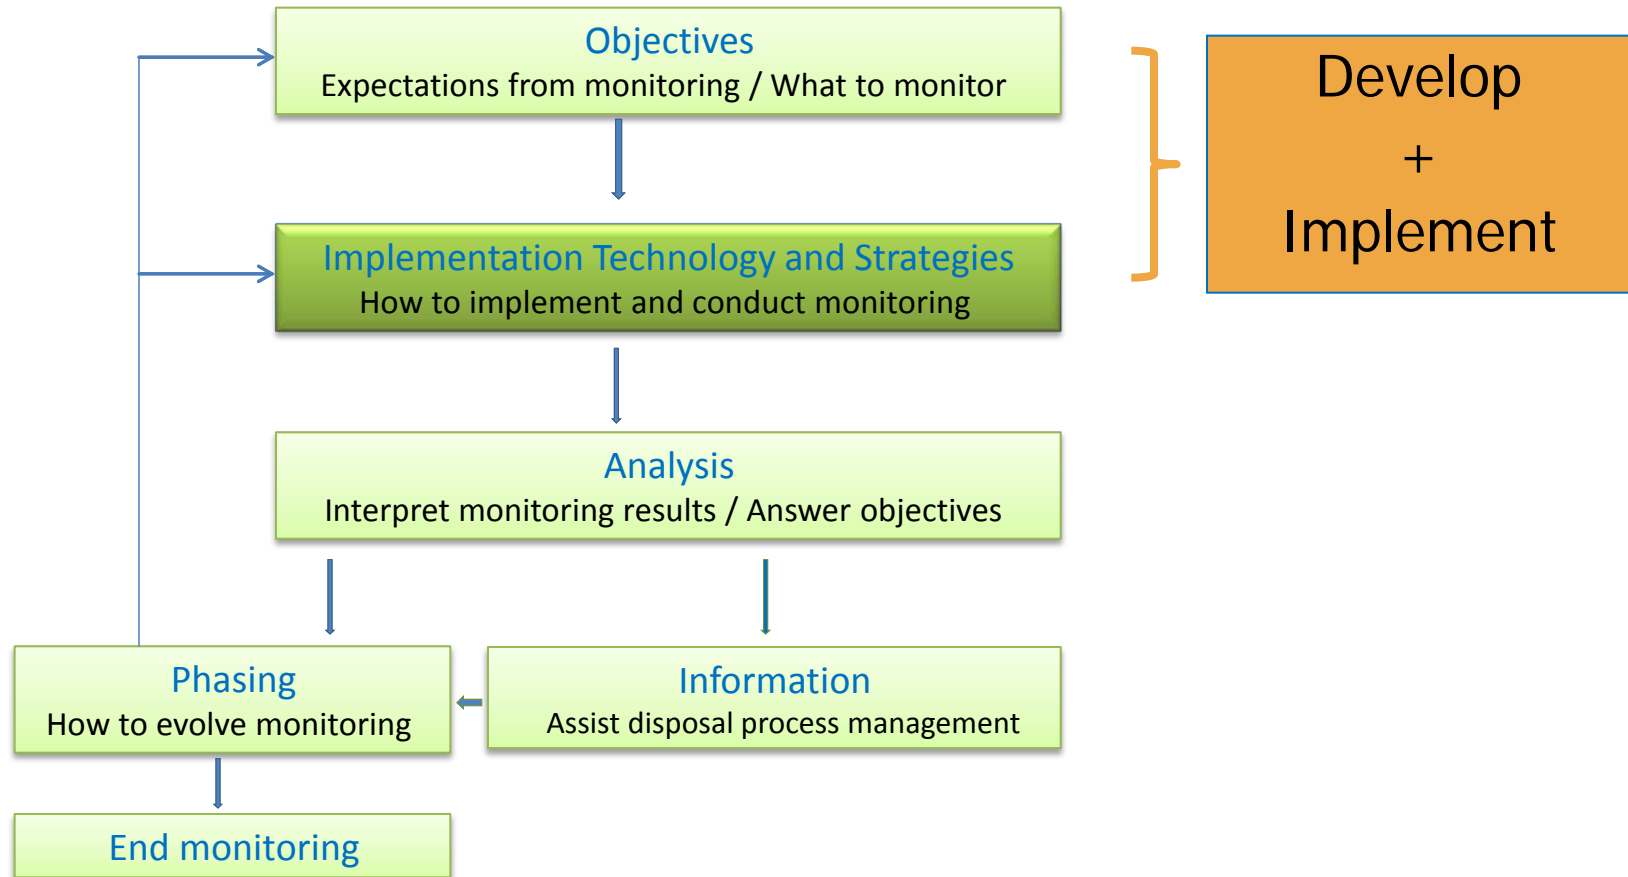 Objectives
Expectations from monitoring / What to monitor
Develop
+
Implement
Implementation Technology and Strategies
How to implement and conduct monitoring
Analysis
Interpret monitoring results / Answer objectives
Phasing
How to evolve monitoring
Information
Assist disposal process management
End monitoring